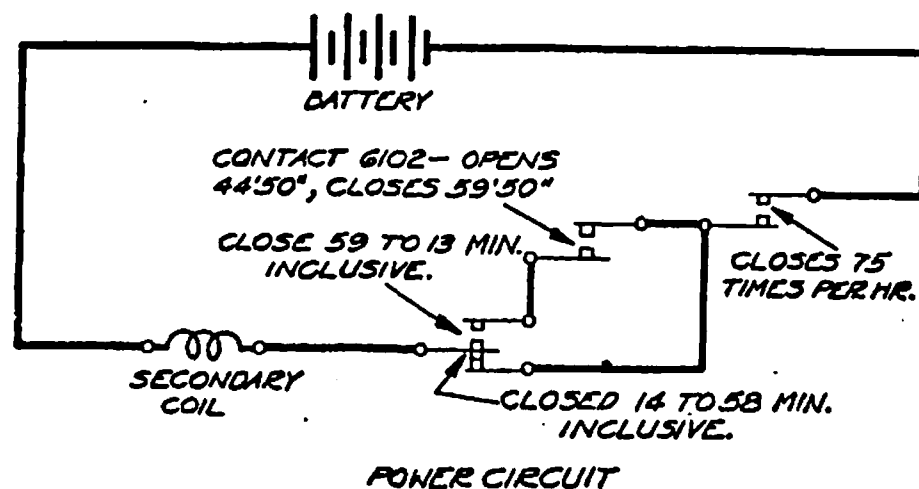 BATTERY
CONTACT 6102- OPENS
44'50", CLOSES 59'50"
CLOSE 59 TO 13 MIN.
INCLUSIVE.
CLOSES 75
TIMES PER HR.
SECONDARY
COIL
CLOSED 14 TO 58 MIN.
INCLUSIVE.
POWER CIRCUIT